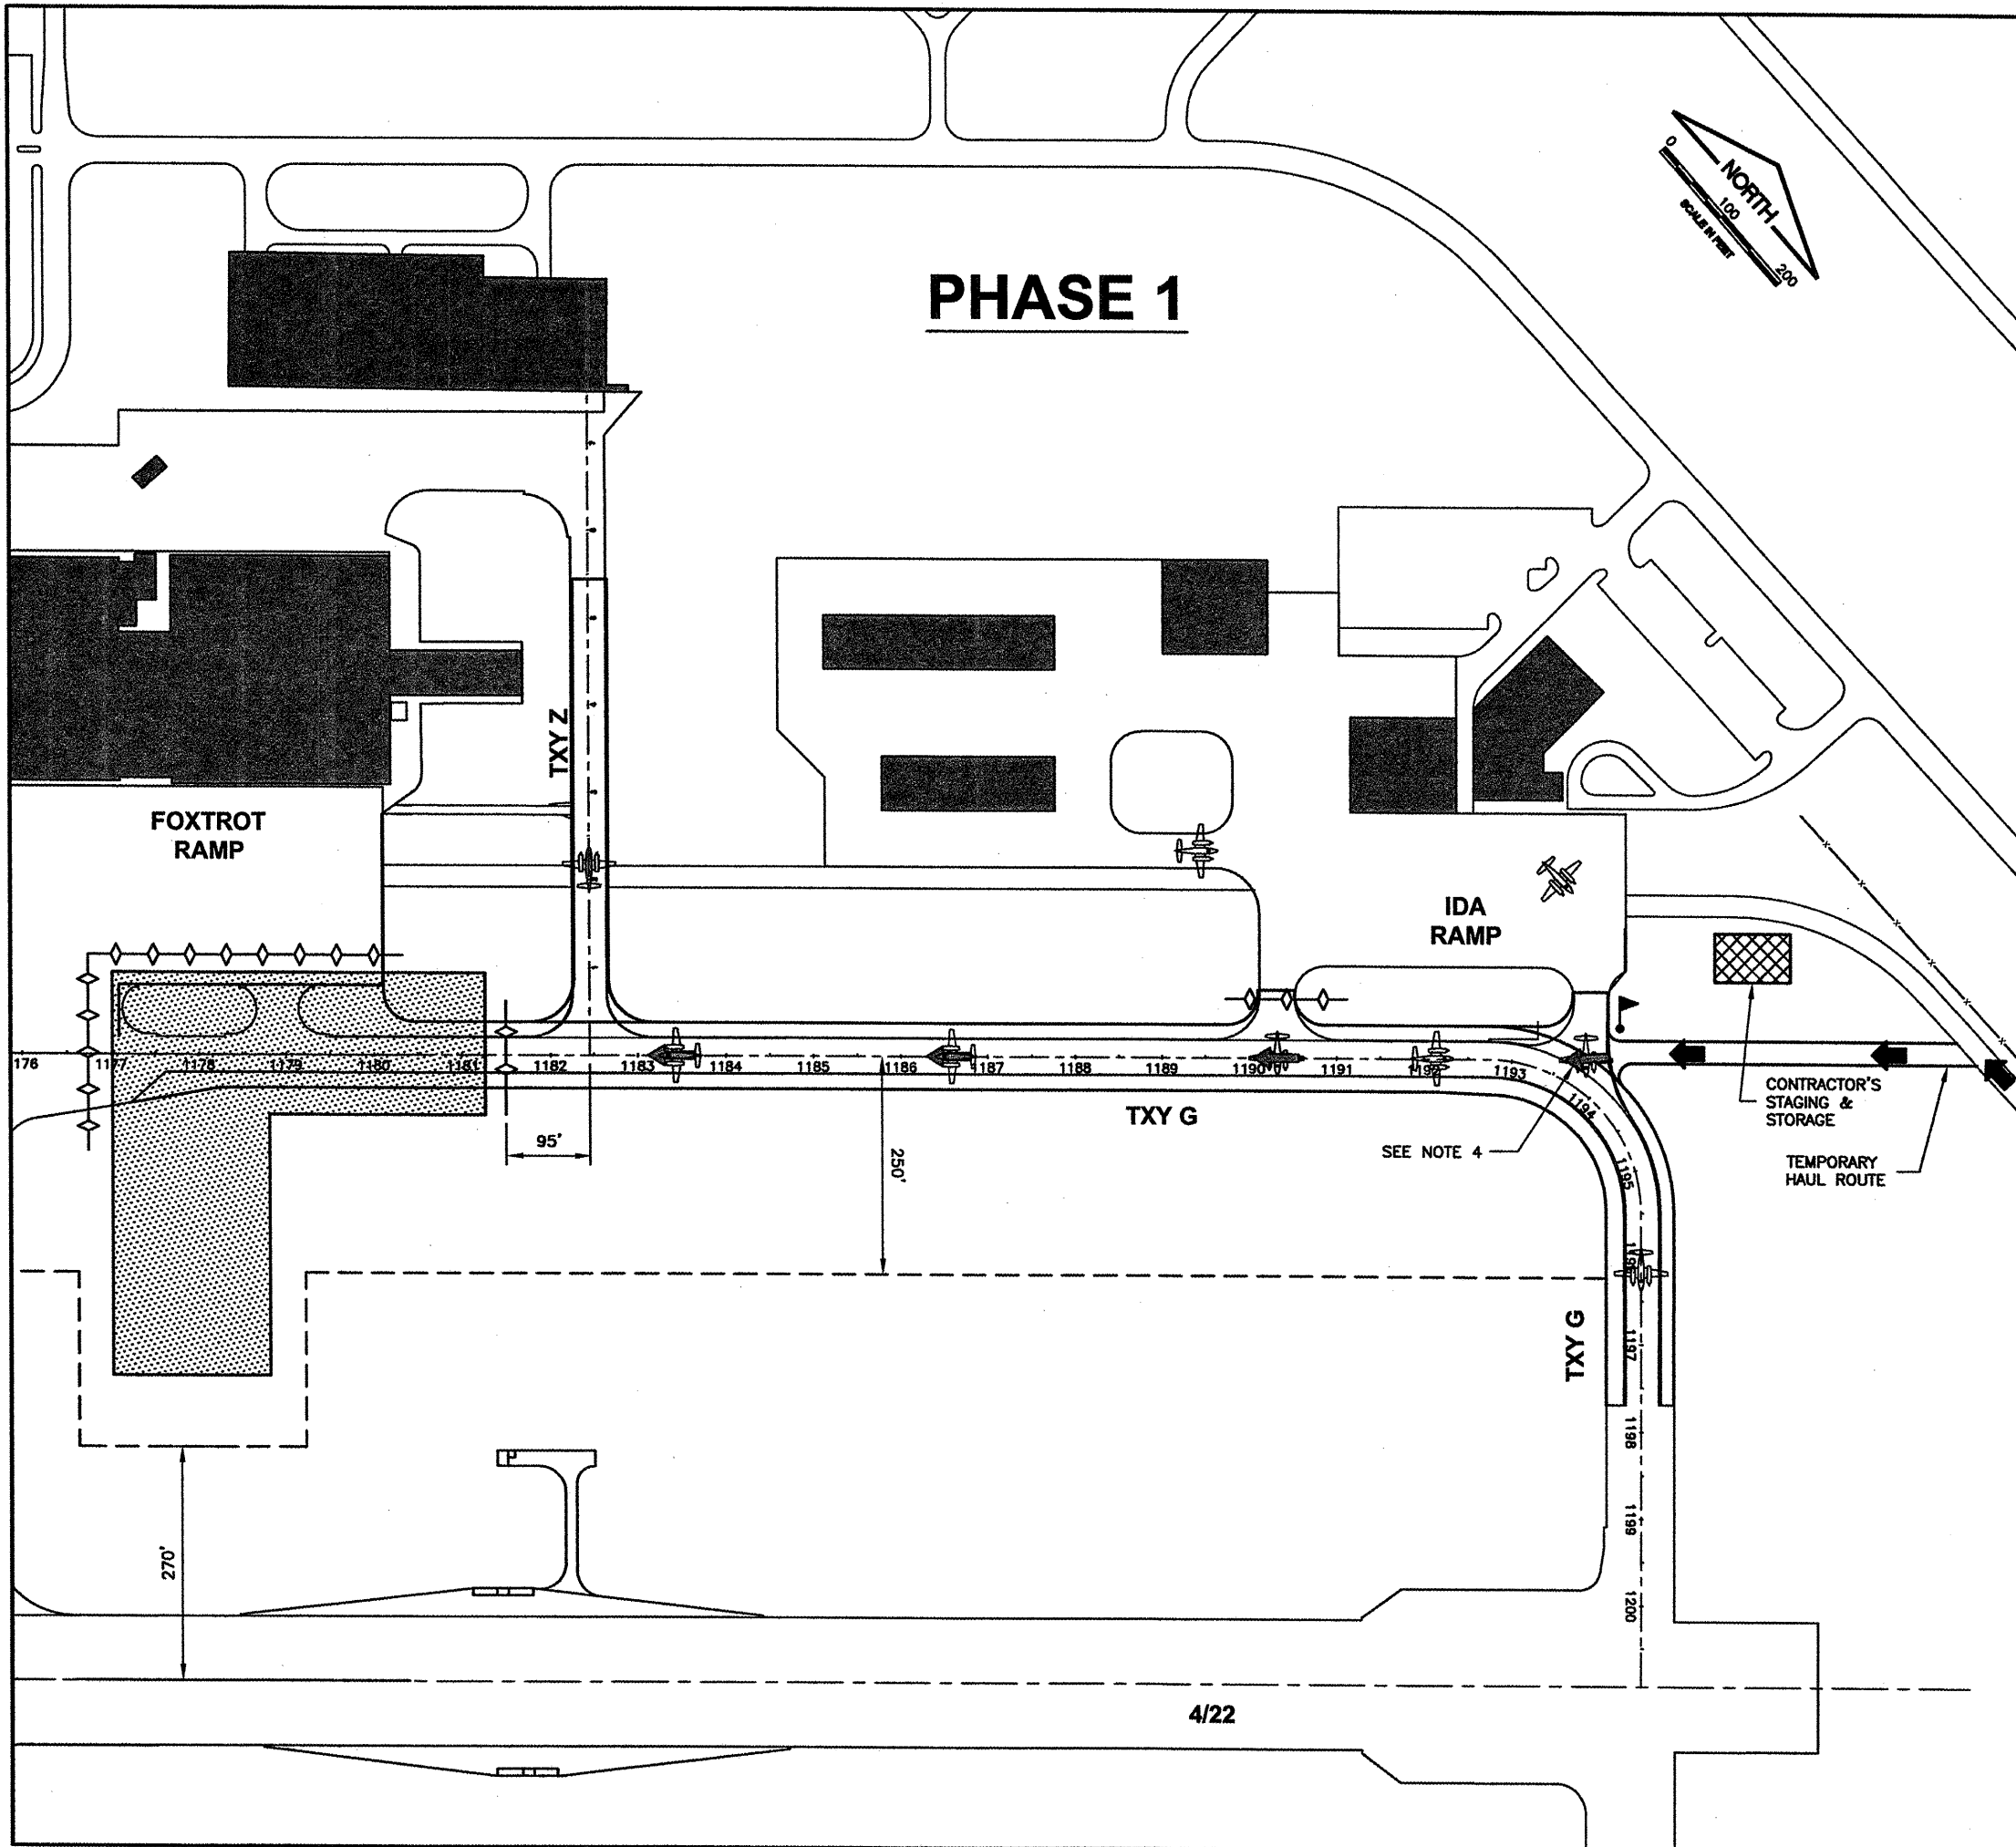 PHASE 1
NORTH
0 100 200
SCALE IN FEET
TXY Z
FOXTROT
RAMP
IDA
RAMP
176 1177 1178 1179 1180 1181 1182 1183 1184 1185 1186 1187 1188 1189 1190 1191 1192 1193
1194
1195
1196
1197
1198
1199
1200
TXY G
95'
250'
SEE NOTE 4
CONTRACTOR'S
STAGING &
STORAGE
TEMPORARY
HAUL ROUTE
TXY G
270'
4/22